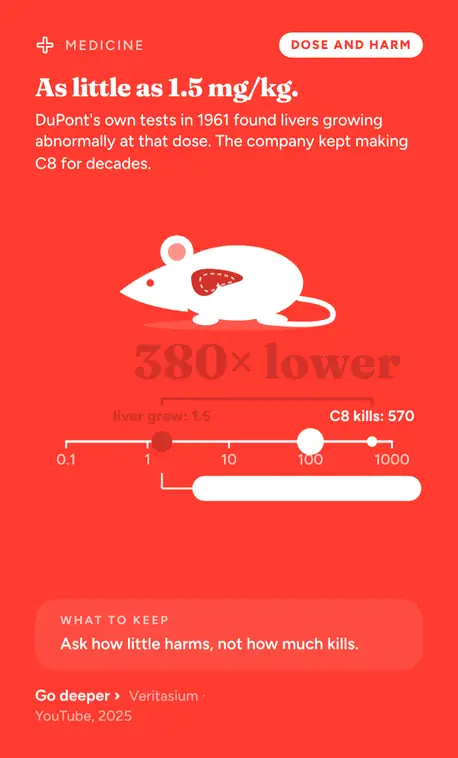 MEDICINE
DOSE AND HARM
As little as 1.5 mg/kg.
DuPont's own tests in 1961 found livers growing
abnormally at that dose. The company kept making
C8 for decades.
380× lower
liver grew: 1.5
C8 kills: 570
0.1 1 10 100 1000
WHAT TO KEEP
Ask how little harms, not how much kills.
Go deeper › Veritasium ·
YouTube, 2025